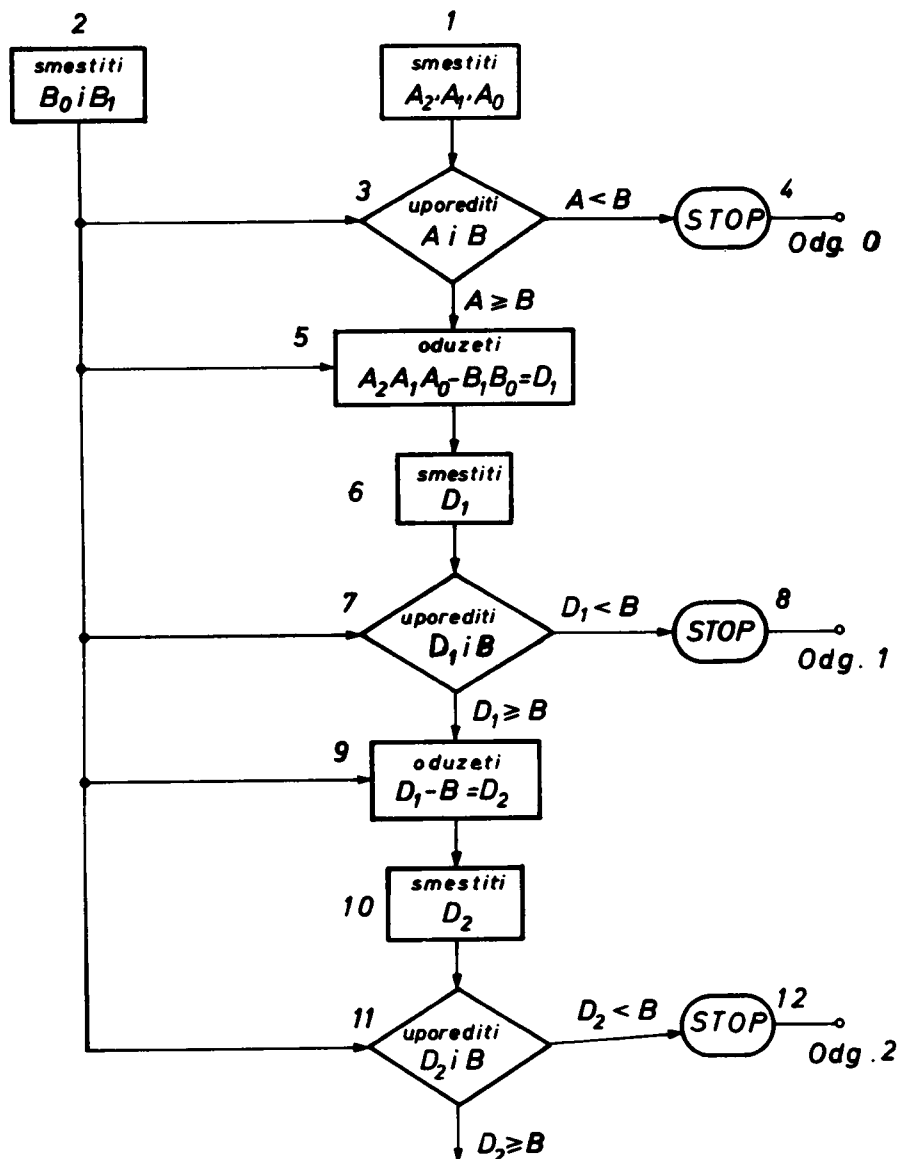 2
smestiti
B₀ i B₁
1
smestiti
A₂, A₁, A₀
3
uporediti
A i B
A < B
4
STOP
Odg. 0
A ≥ B
5
oduzeti
A₂A₁A₀-B₁B₀=D₁
6
smestiti
D₁
7
uporediti
D₁ i B
D₁ < B
8
STOP
Odg. 1
D₁ ≥ B
9
oduzeti
D₁-B=D₂
10
smestiti
D₂
11
uporediti
D₂ i B
D₂ < B
12
STOP
Odg. 2
D₂ ≥ B